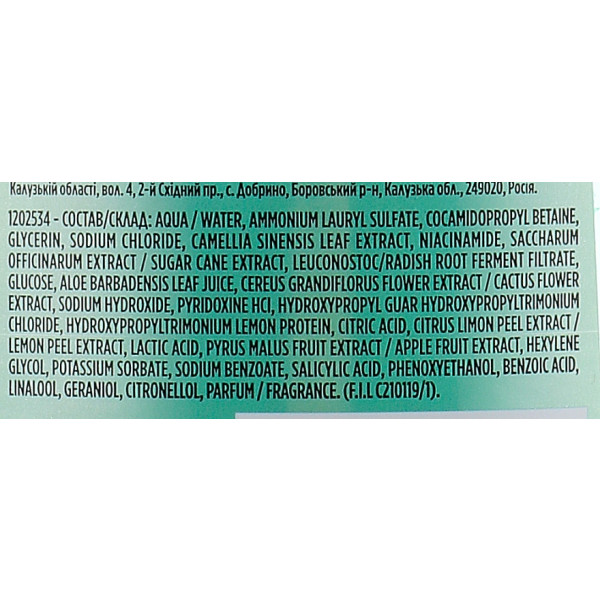 Калузькій області, вол. 4, 2-й Східний пр., с. Добрино, Боровський р-н, Калузька обл., 249020, Росія.
1202534 - СОСТАВ/СКЛАД: AQUA / WATER, AMMONIUM LAURYL SULFATE, COCAMIDOPROPYL BETAINE,
GLYCERIN, SODIUM CHLORIDE, CAMELLIA SINENSIS LEAF EXTRACT, NIACINAMIDE, SACCHARUM
OFFICINARUM EXTRACT / SUGAR CANE EXTRACT, LEUCONOSTOC/RADISH ROOT FERMENT FILTRATE,
GLUCOSE, ALOE BARBADENSIS LEAF JUICE, CEREUS GRANDIFLORUS FLOWER EXTRACT / CACTUS FLOWER
EXTRACT, SODIUM HYDROXIDE, PYRIDOXINE HCI, HYDROXYPROPYL GUAR HYDROXYPROPYLTRIMONIUM
CHLORIDE, HYDROXYPROPYLTRIMONIUM LEMON PROTEIN, CITRIC ACID, CITRUS LIMON PEEL EXTRACT /
LEMON PEEL EXTRACT, LACTIC ACID, PYRUS MALUS FRUIT EXTRACT / APPLE FRUIT EXTRACT, HEXYLENE
GLYCOL, POTASSIUM SORBATE, SODIUM BENZOATE, SALICYLIC ACID, PHENOXYETHANOL, BENZOIC ACID,
LINALOOL, GERANIOL, CITRONELLOL, PARFUM / FRAGRANCE. (F.I.L C210119/1).